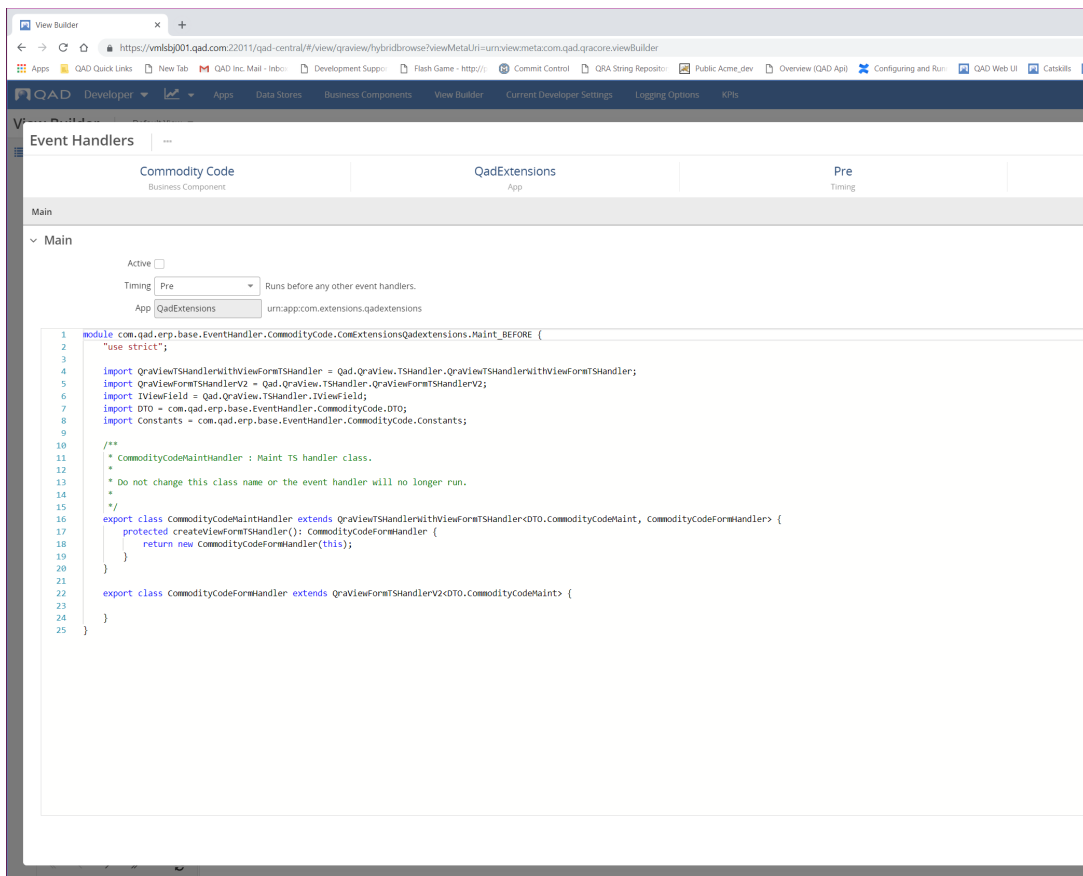 View Builder
https://vmlsbj001.qad.com:22011/qad-central/#/view/qraview/hybridbrowse?viewMetaUri=urn:view:meta:com.qad.qracore.viewBuilder
Apps QAD Quick Links New Tab QAD Inc. Mail - Inbo Development Suppo Flash Game - http:// Commit Control QRA String Reposito Public Acme_dev Overview (QAD Api) Configuring and Run QAD Web UI Catskills
QAD Developer Apps Data Stores Business Components View Builder Current Developer Settings Logging Options KPIs
Event Handlers
Commodity Code QadExtensions Pre
Business Component App Timing
Main
Main
Active
Timing Pre Runs before any other event handlers.
App QadExtensions urn:app:com.extensions.qadextensions
1 module com.qad.erp.base.EventHandler.CommodityCode.ComExtensionsQadextensions.Maint_BEFORE {
2 "use strict";
3
4 import QraViewTSHandlerWithViewFormTSHandler = Qad.QraView.TSHandler.QraViewTSHandlerWithViewFormTSHandler;
5 import QraViewFormTSHandlerV2 = Qad.QraView.TSHandler.QraViewFormTSHandlerV2;
6 import IViewField = Qad.QraView.TSHandler.IViewField;
7 import DTO = com.qad.erp.base.EventHandler.CommodityCode.DTO;
8 import Constants = com.qad.erp.base.EventHandler.CommodityCode.Constants;
9
10 /**
11 * CommodityCodeMaintHandler : Maint TS handler class.
12 *
13 * Do not change this class name or the event handler will no longer run.
14 *
15 */
16 export class CommodityCodeMaintHandler extends QraViewTSHandlerWithViewFormTSHandler<DTO.CommodityCodeMaint, CommodityCodeFormHandler> {
17 protected createViewFormTSHandler(): CommodityCodeFormHandler {
18 return new CommodityCodeFormHandler(this);
19 }
20 }
21
22 export class CommodityCodeFormHandler extends QraViewFormTSHandlerV2<DTO.CommodityCodeMaint> {
23
24 }
25 }